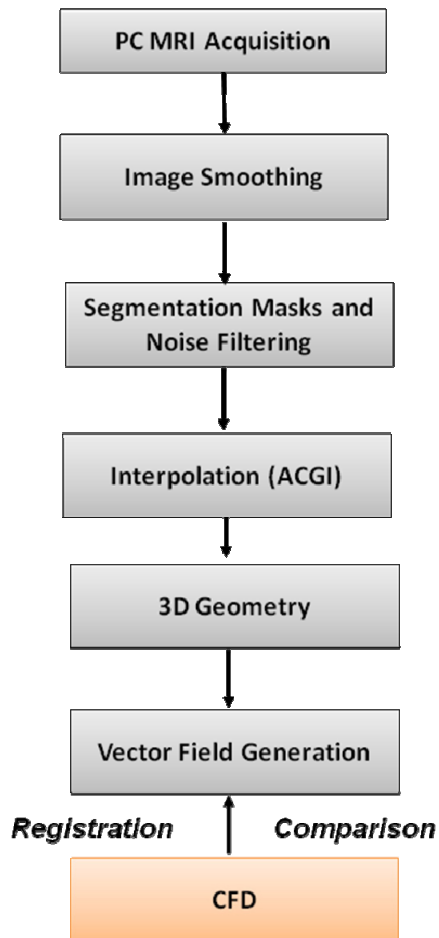 PC MRI Acquisition
Image Smoothing
Segmentation Masks and
Noise Filtering
Interpolation (ACGI)
3D Geometry
Vector Field Generation
Registration Comparison
CFD